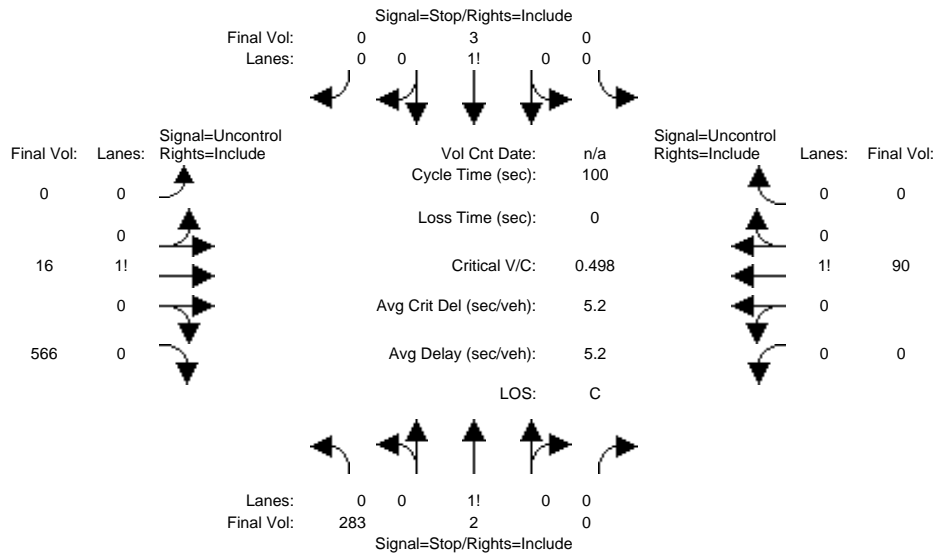 Signal=Stop/Rights=Include
Final Vol: 0 3 0
Lanes: 0 0 1! 0 0
Signal=Uncontrol Signal=Uncontrol
Final Vol: Lanes: Rights=Include Vol Cnt Date: n/a Rights=Include Lanes: Final Vol:
Cycle Time (sec): 100
0 0 0 0
Loss Time (sec): 0
0 0
16 1! Critical V/C: 0.498 1! 90
0 Avg Crit Del (sec/veh): 5.2 0
566 0 Avg Delay (sec/veh): 5.2 0 0
LOS: C
Lanes: 0 0 1! 0 0
Final Vol: 283 2 0
Signal=Stop/Rights=Include